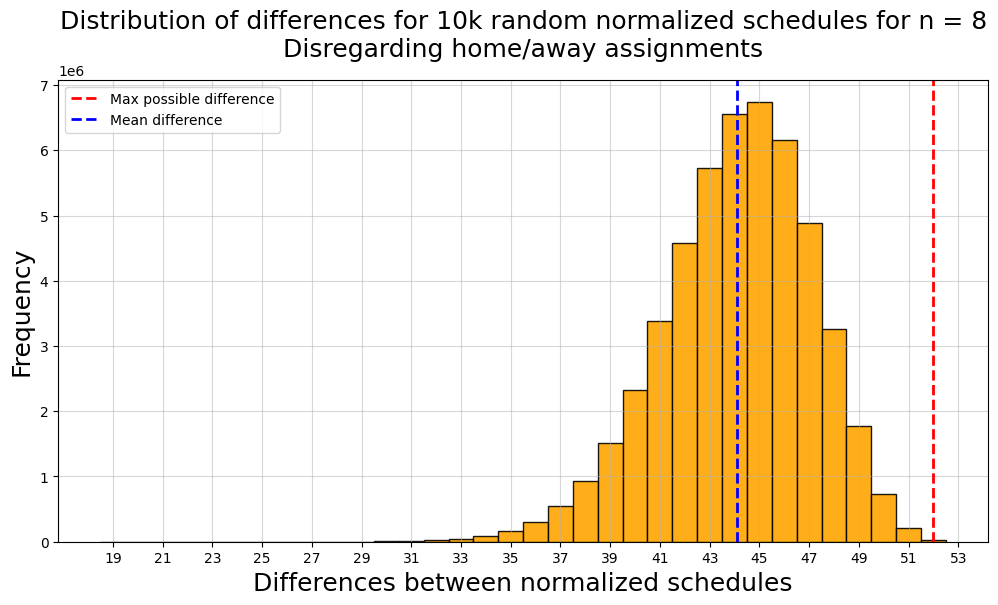 Distribution of differences for 10k random normalized schedules for n = 8
Disregarding home/away assignments
1e6
Max possible difference
Mean difference
7
6
5
4
3
2
1
0
Frequency
19 21 23 25 27 29 31 33 35 37 39 41 43 45 47 49 51 53
Differences between normalized schedules